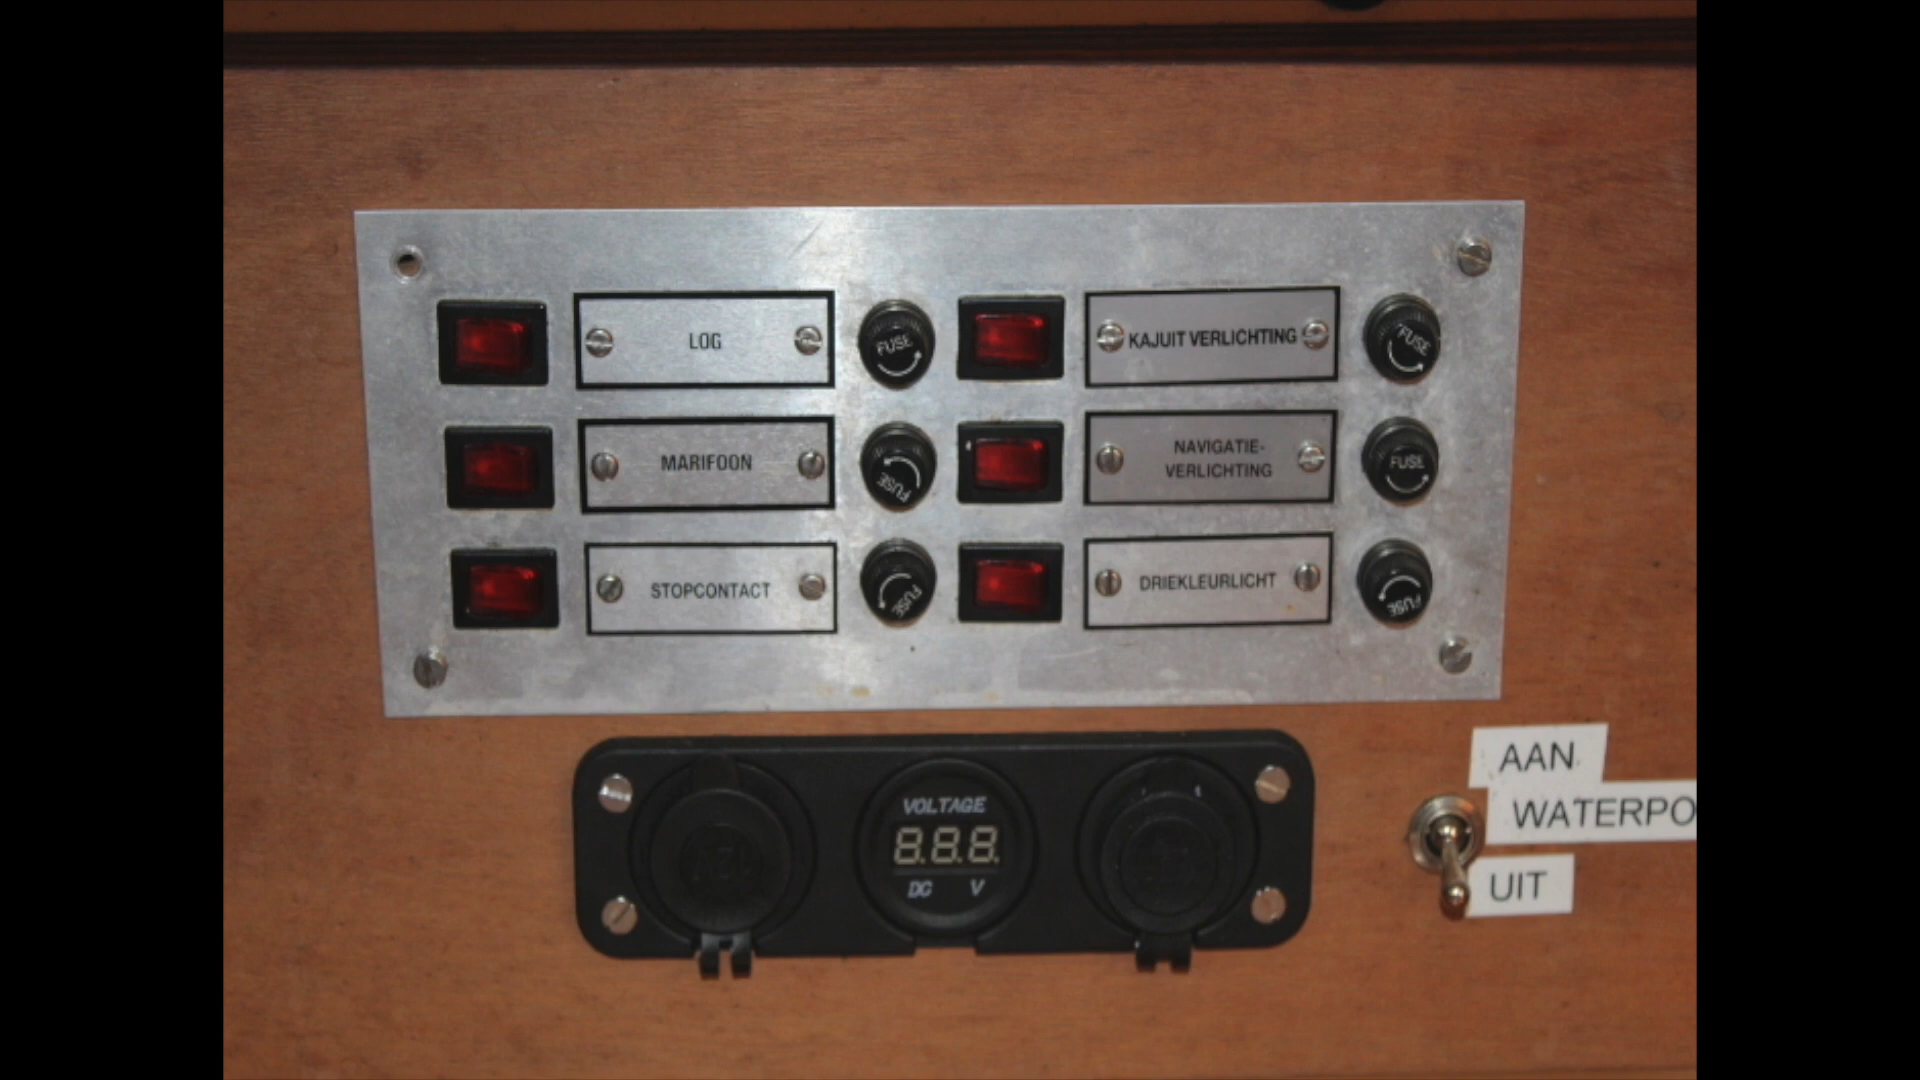 LOG
FUSE
KAJUIT VERLICHTING
FUSE
MARIFOON
FUSE
NAVIGATIE-
VERLICHTING
FUSE
STOPCONTACT
FUSE
DRIEKLEURLICHT
FUSE
VOLTAGE
8.8.8.
DC V
AAN
WATERPO
UIT